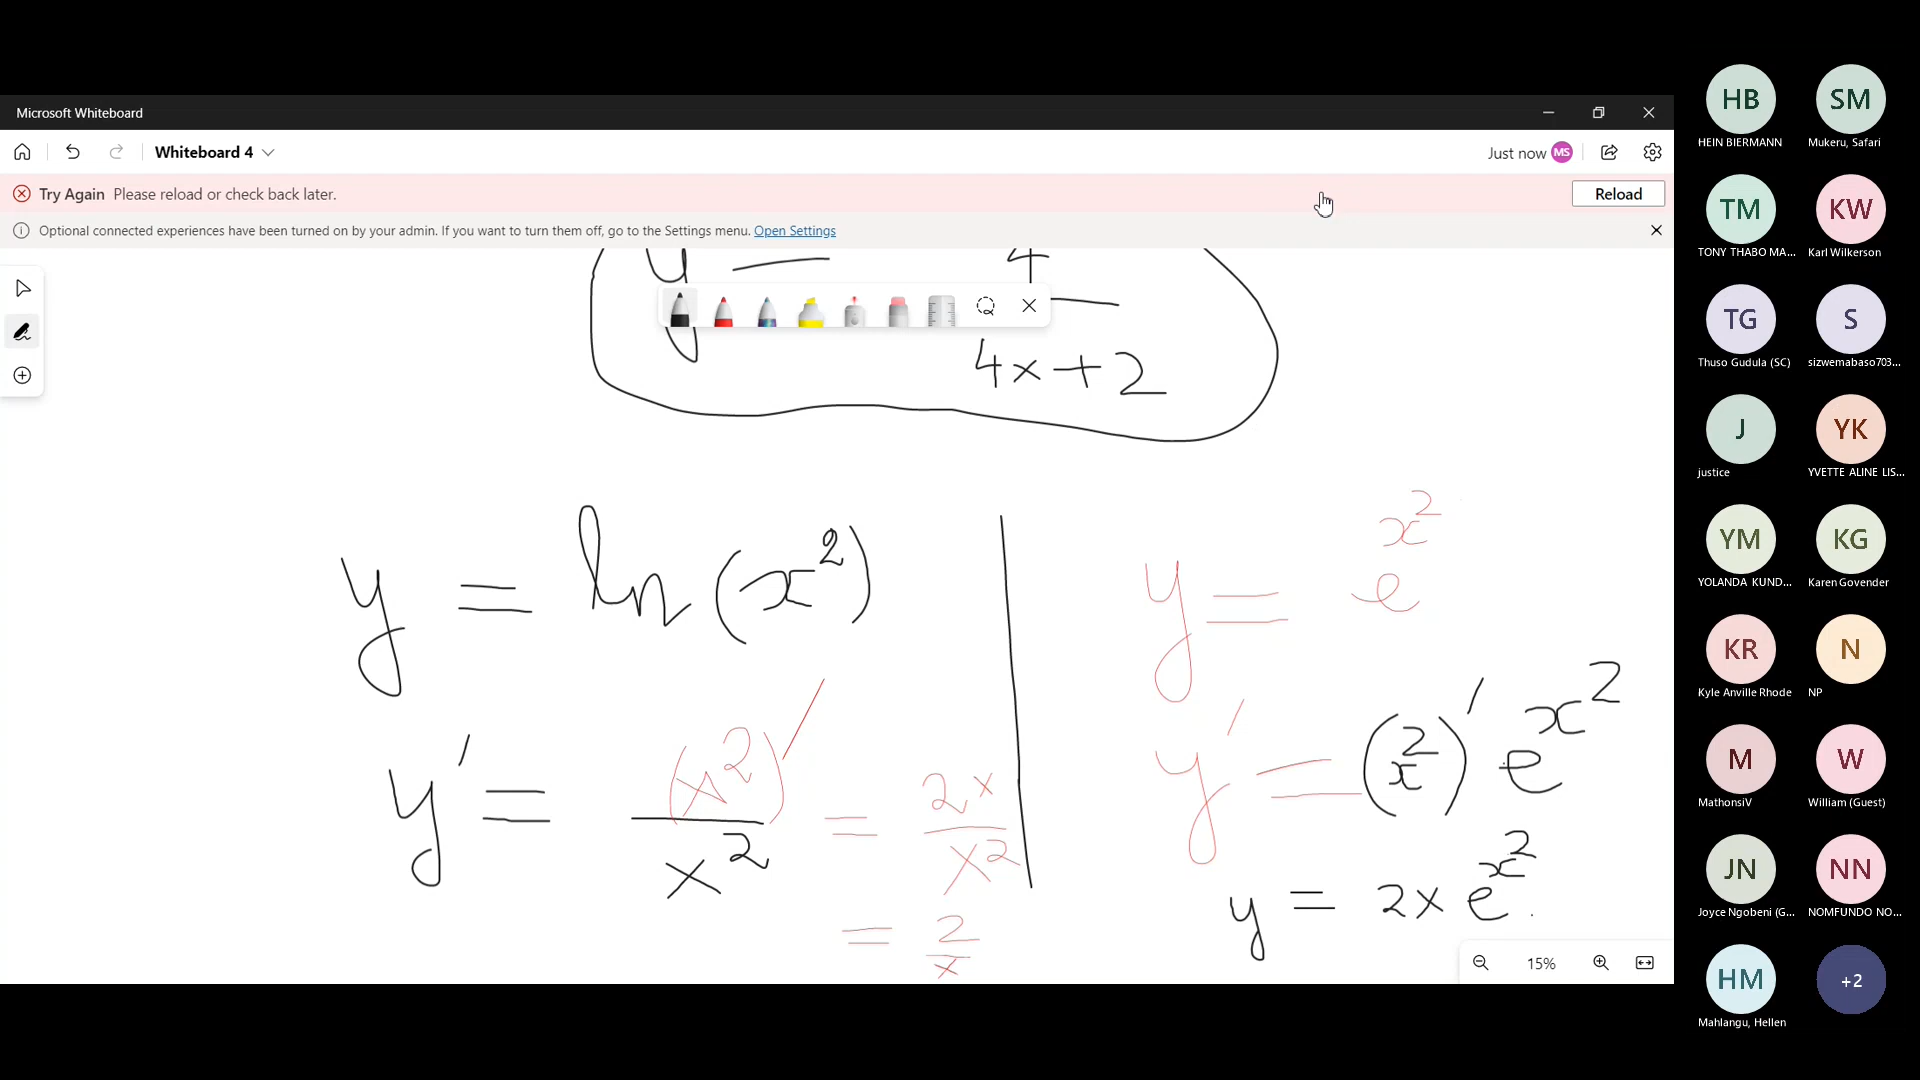 Microsoft Whiteboard
Whiteboard 4
Just now MS
Try Again Please reload or check back later.
Reload
Optional connected experiences have been turned on by your admin. If you want to turn them off, go to the Settings menu. Open Settings
y = 4
4x+2
y = ln(x²)
y' = (x²)' / x² = 2x / x²
= 2 / x
y = e^x²
y' = (x²)' e^x²
y = 2x e^x².
15%
HB
HEIN BIERMANN
SM
Mukeru, Safari
TM
TONY THABO MA...
KW
Karl Wilkerson
TG
Thuso Gudula (SC)
S
sizwemabaso703...
J
justice
YK
YVETTE ALINE LIS...
YM
YOLANDA KUND...
KG
Karen Govender
KR
Kyle Anville Rhode
N
NP
M
MathonsiV
W
William (Guest)
JN
Joyce Ngobeni (G...
NN
NOMFUNDO NO...
HM
Mahlangu, Hellen
+2